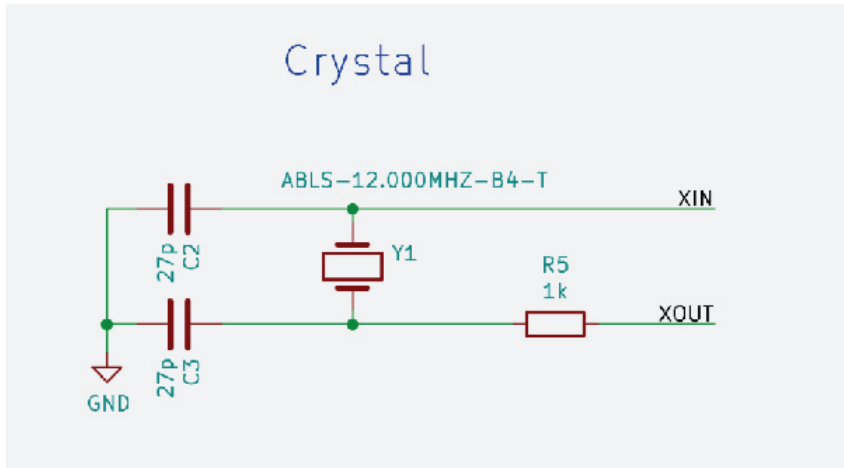 Crystal
ABLS-12.000MHZ-B4-T
XIN
27p
C2
Y1
R5
1k
XOUT
27p
C3
GND